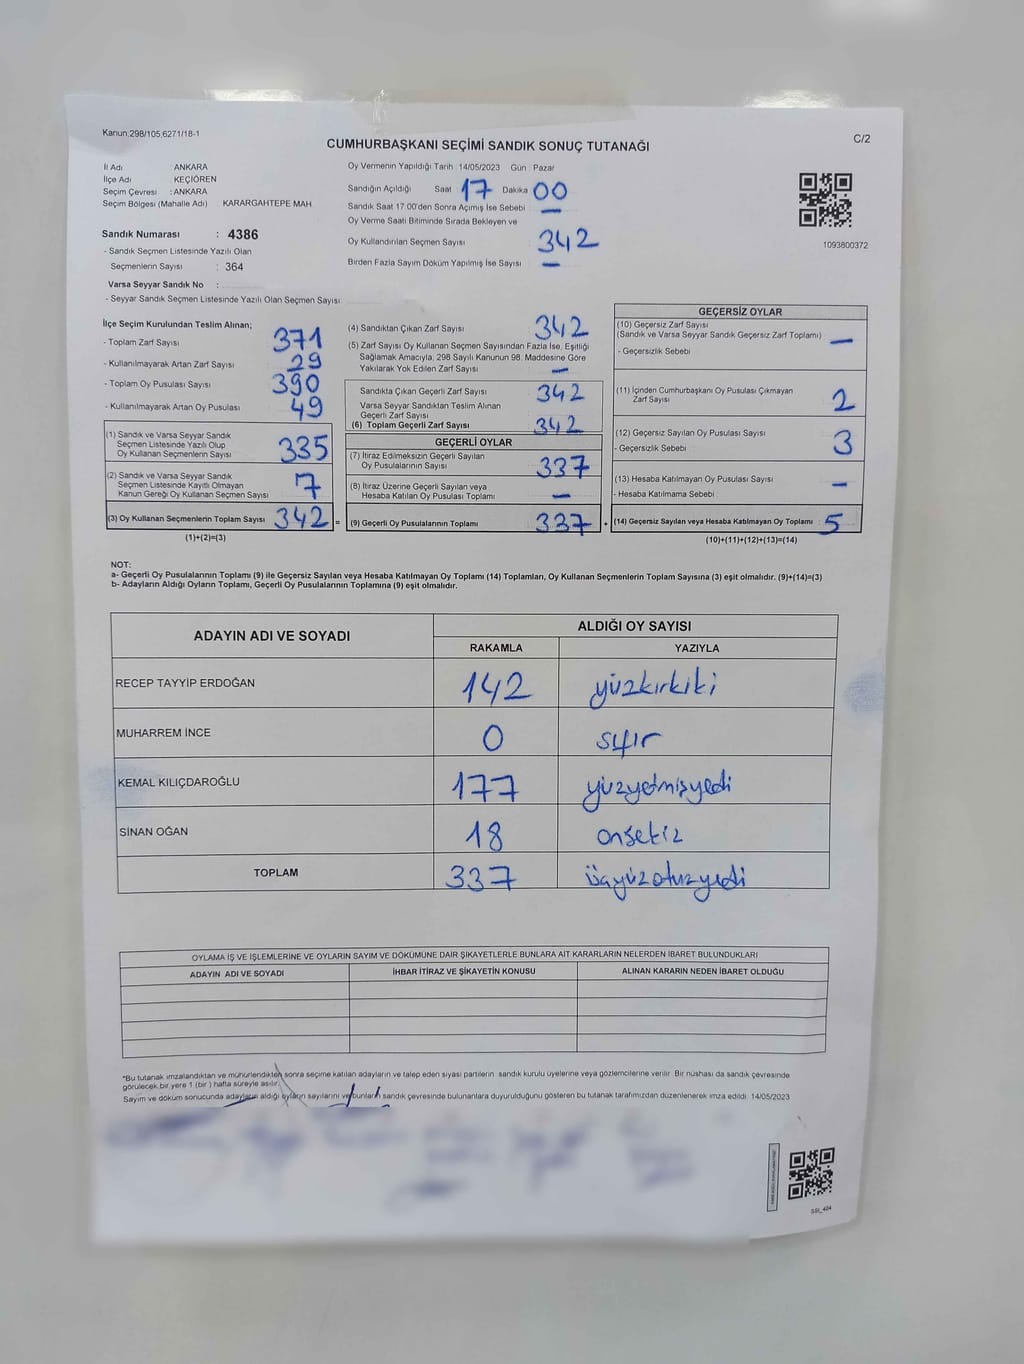 Kanun;298/105,6271/18-1
C/2
CUMHURBAŞKANI SEÇİMİ SANDIK SONUÇ TUTANAĞI
İl Adı ANKARA
İlçe Adı KEÇİÖREN
Seçim Çevresi : ANKARA
Seçim Bölgesi (Mahalle Adı) : KARARGAHTEPE MAH
Sandık Numarası : 4386
- Sandık Seçmen Listesinde Yazılı Olan
Seçmenlerin Sayısı : 364
Varsa Seyyar Sandık No :
- Seyyar Sandık Seçmen Listesinde Yazılı Olan Seçmen Sayısı:
Oy Vermenin Yapıldığı Tarih 14/05/2023 Gün Pazar
Sandığın Açıldığı Saat 17 Dakika 00
Sandık Saat 17.00'den Sonra Açılmış İse Sebebi —
Oy Verme Saati Bitiminde Sırada Bekleyen ve
Oy Kullandırılan Seçmen Sayısı 342
Birden Fazla Sayım Döküm Yapılmış İse Sayısı —
1093800372
İlçe Seçim Kurulundan Teslim Alınan;
- Toplam Zarf Sayısı 371
- Kullanılmayarak Artan Zarf Sayısı 29
- Toplam Oy Pusulası Sayısı 390
- Kullanılmayarak Artan Oy Pusulası 49
(1) Sandık ve Varsa Seyyar Sandık
Seçmen Listesinde Yazılı Olup
Oy Kullanan Seçmenlerin Sayısı 335
(2) Sandık ve Varsa Seyyar Sandık
Seçmen Listesinde Kayıtlı Olmayan
Kanun Gereği Oy Kullanan Seçmen Sayısı 7
(3) Oy Kullanan Seçmenlerin Toplam Sayısı 342 =
(1)+(2)=(3)
(4) Sandıktan Çıkan Zarf Sayısı 342
(5) Zarf Sayısı Oy Kullanan Seçmen Sayısından Fazla İse, Eşitliği
Sağlamak Amacıyla, 298 Sayılı Kanunun 98. Maddesine Göre
Yakılarak Yok Edilen Zarf Sayısı —
Sandıkta Çıkan Geçerli Zarf Sayısı 342
Varsa Seyyar Sandıktan Teslim Alınan
Geçerli Zarf Sayısı
(6) Toplam Geçerli Zarf Sayısı 342
GEÇERLİ OYLAR
(7) İtiraz Edilmeksizin Geçerli Sayılan
Oy Pusulalarının Sayısı 337
(8) İtiraz Üzerine Geçerli Sayılan veya
Hesaba Katılan Oy Pusulası Toplamı —
(9) Geçerli Oy Pusulalarının Toplamı 337 +
GEÇERSİZ OYLAR
(10) Geçersiz Zarf Sayısı
(Sandık ve Varsa Seyyar Sandık Geçersiz Zarf Toplamı) —
- Geçersizlik Sebebi
(11) İçinden Cumhurbaşkanı Oy Pusulası Çıkmayan
Zarf Sayısı 2
(12) Geçersiz Sayılan Oy Pusulası Sayısı 3
- Geçersizlik Sebebi
(13) Hesaba Katılmayan Oy Pusulası Sayısı —
- Hesaba Katılmama Sebebi
(14) Geçersiz Sayılan veya Hesaba Katılmayan Oy Toplamı : 5
(10)+(11)+(12)+(13)=(14)
NOT:
a- Geçerli Oy Pusulalarının Toplamı (9) ile Geçersiz Sayılan veya Hesaba Katılmayan Oy Toplamı (14) Toplamları, Oy Kullanan Seçmenlerin Toplam Sayısına (3) eşit olmalıdır. (9)+(14)=(3)
b- Adayların Aldığı Oyların Toplamı, Geçerli Oy Pusulalarının Toplamına (9) eşit olmalıdır.
ADAYIN ADI VE SOYADI ALDIĞI OY SAYISI
RAKAMLA YAZIYLA
RECEP TAYYİP ERDOĞAN 142 yüzkırkiki
MUHARREM İNCE 0 sıfır
KEMAL KILIÇDAROĞLU 177 yüzyetmişyedi
SİNAN OĞAN 18 onsekiz
TOPLAM 337 üçyüzotuzyedi
OYLAMA İŞ VE İŞLEMLERİNE VE OYLARIN SAYIM VE DÖKÜMÜNE DAİR ŞİKAYETLERLE BUNLARA AİT KARARLARIN NELERDEN İBARET BULUNDUKLARI
ADAYIN ADI VE SOYADI İHBAR İTİRAZ VE ŞİKAYETİN KONUSU ALINAN KARARIN NEDEN İBARET OLDUĞU
*Bu tutanak imzalandıktan ve mühürlendikten sonra seçime katılan adayların ve talep eden siyasi partilerin sandık kurulu üyelerine veya gözlemcilerine verilir. Bir nüshası da sandık çevresinde
görülecek bir yere 1 (bir) hafta süreyle asılır.
Sayım ve döküm sonucunda adayların aldığı oyların sayılarını ve bunların sandık çevresinde bulunanlara duyurulduğunu gösteren bu tutanak tarafımızdan düzenlenerek imza edildi. 14/05/2023